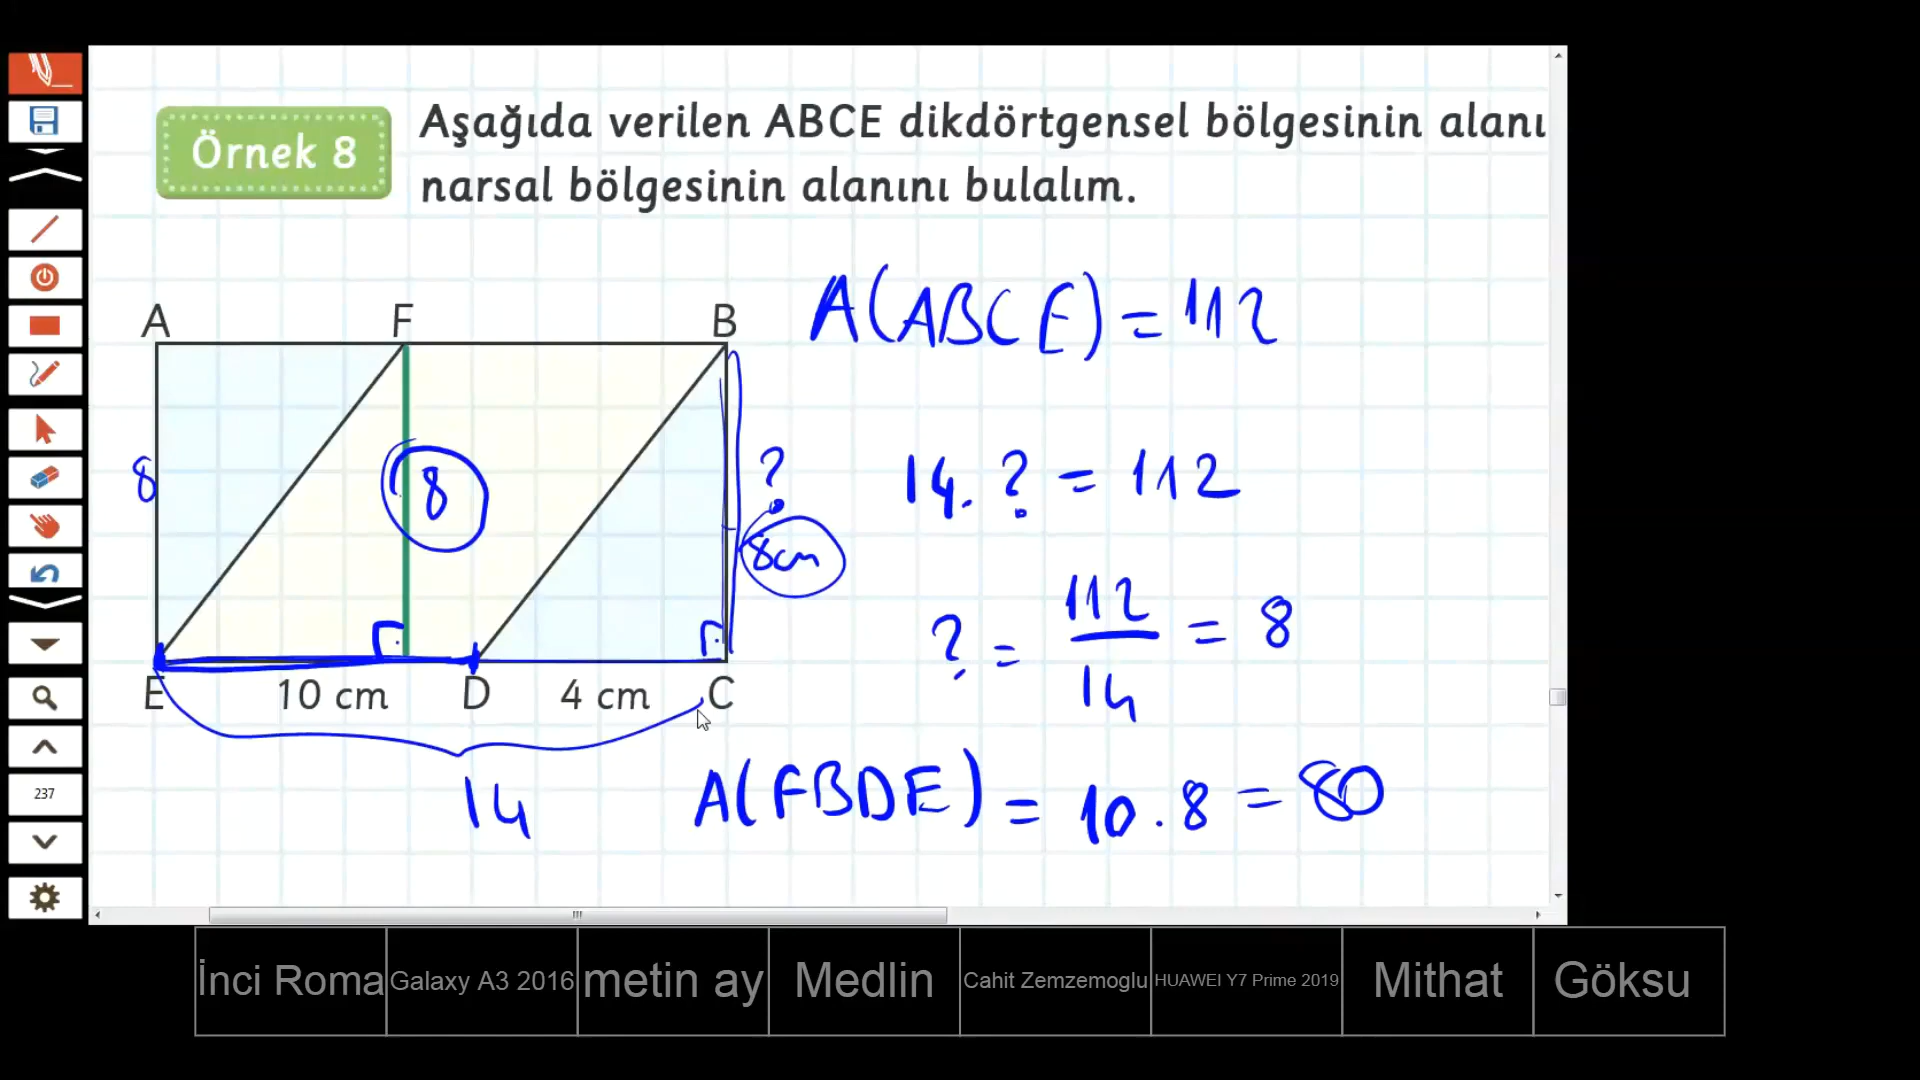 Örnek 8
Aşağıda verilen ABCE dikdörtgensel bölgesinin alanı
narsal bölgesinin alanını bulalım.
A F B
A(ABCE) = 112
8 8 ?
8cm
14. ? = 112
? = 112/14 = 8
E 10 cm D 4 cm C
14
A(FBDE) = 10.8 = 80
237
İnci Roma
Galaxy A3 2016
metin ay
Medlin
Cahit Zemzemoglu
HUAWEI Y7 Prime 2019
Mithat
Göksu